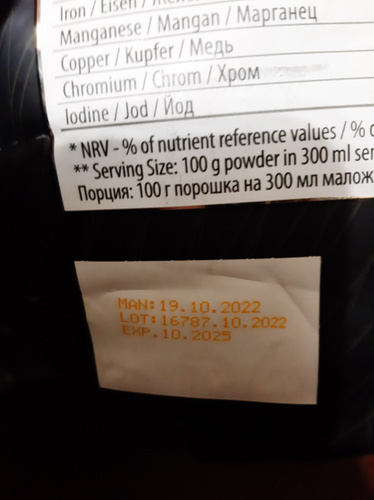 Iron / Eisen /
Manganese / Mangan / Марганец
Copper / Kupfer / Медь
Chromium / Chrom / Хром
Iodine / Jod / Йод
* NRV - % of nutrient reference values / %
** Serving Size: 100 g powder in 300 ml
Порция: 100 г порошка на 300 мл
MAN: 19.10.2022
LOT: 16787.10.2022
EXP. 10.2025